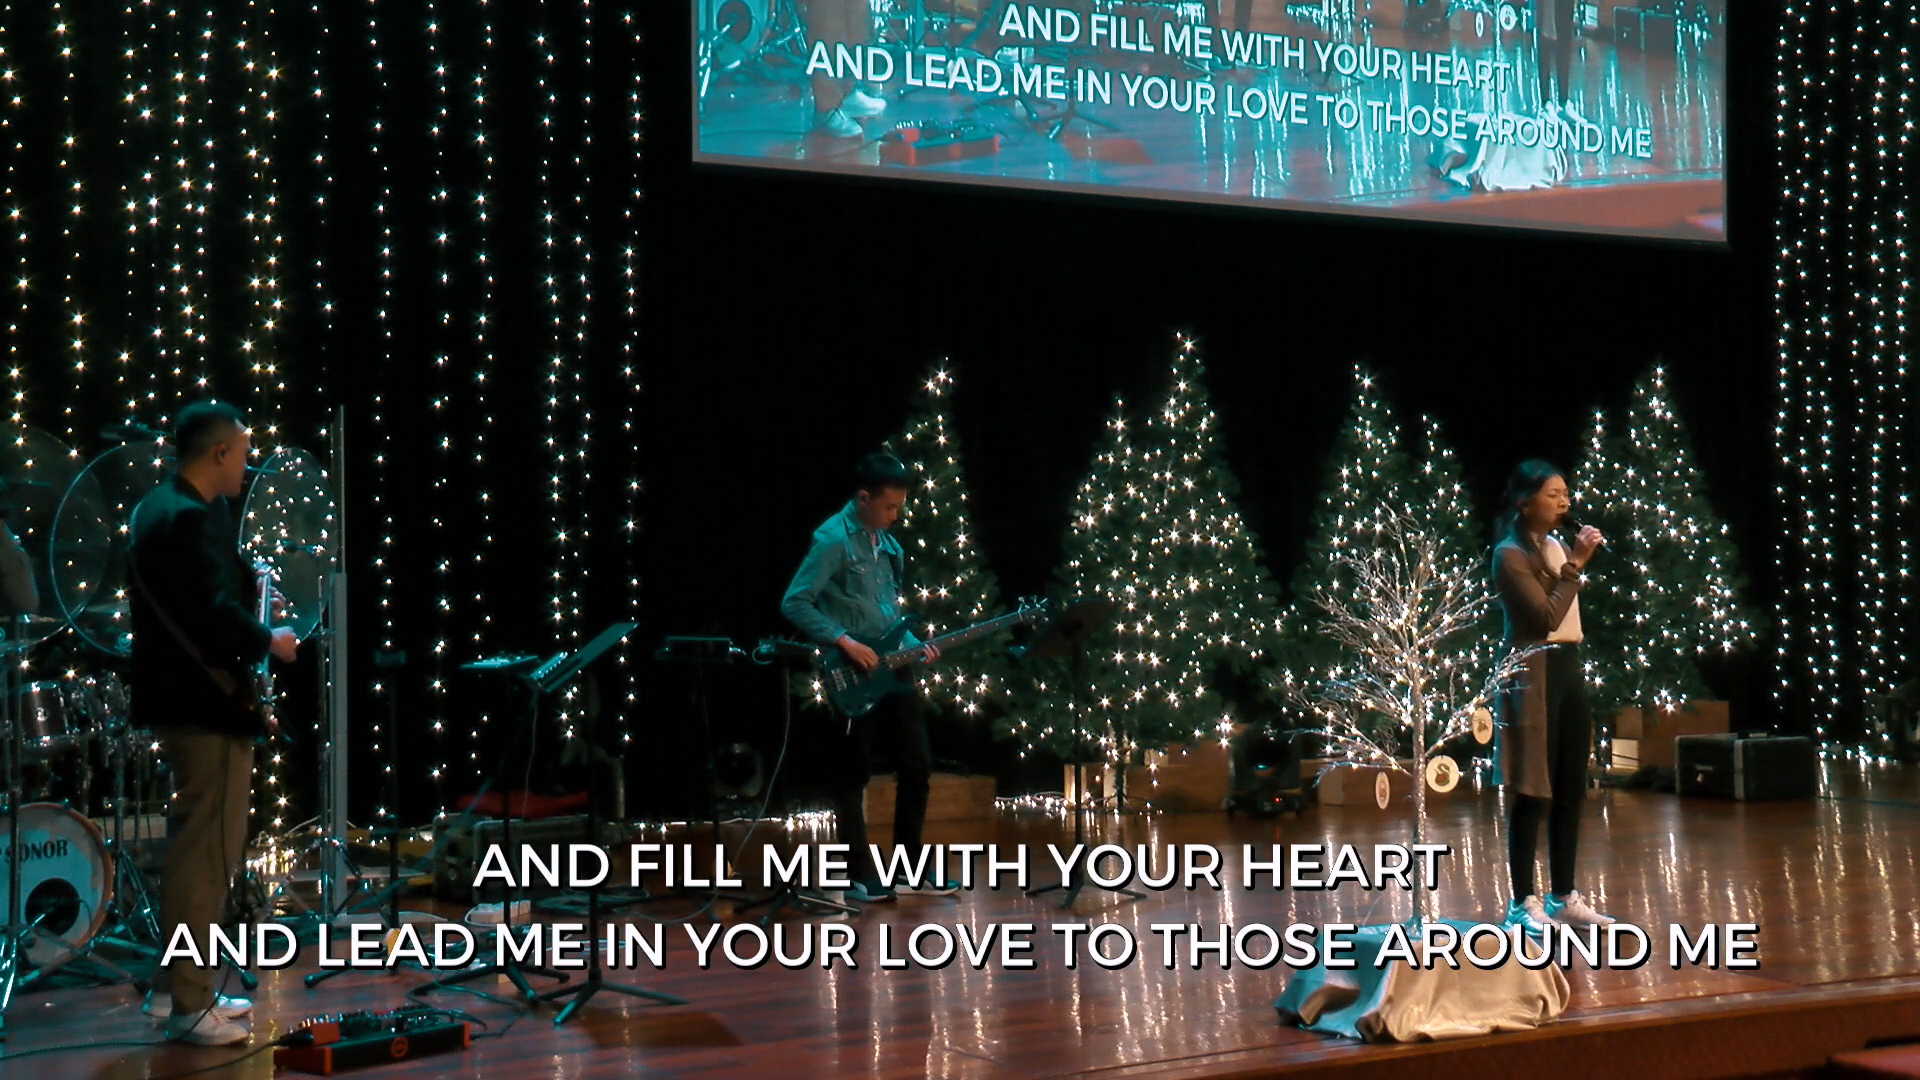 AND FILL ME WITH YOUR HEART
AND LEAD ME IN YOUR LOVE TO THOSE AROUND ME
SONOR
AND FILL ME WITH YOUR HEART
AND LEAD ME IN YOUR LOVE TO THOSE AROUND ME